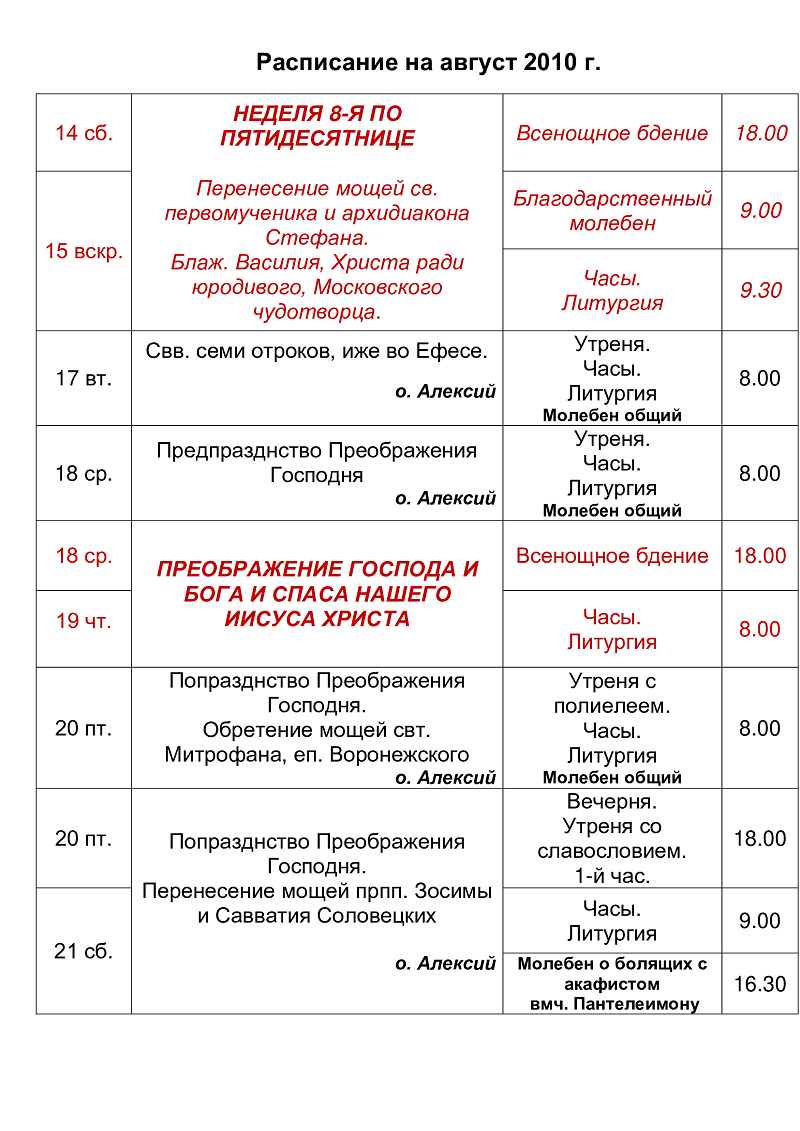 Расписание на август 2010 г.
14 сб.
НЕДЕЛЯ 8-Я ПО
ПЯТИДЕСЯТНИЦЕ
Всенощное бдение
18.00
15 вскр.
Перенесение мощей св.
первомученика и архидиакона
Стефана.
Блаж. Василия, Христа ради
юродивого, Московского
чудотворца.
Благодарственный
молебен
9.00
Часы.
Литургия
9.30
17 вт.
Свв. семи отроков, иже во Ефесе.
о. Алексий
Утреня.
Часы.
Литургия
Молебен общий
8.00
18 ср.
Предпразднство Преображения
Господня
о. Алексий
Утреня.
Часы.
Литургия
Молебен общий
8.00
18 ср.
ПРЕОБРАЖЕНИЕ ГОСПОДА И
БОГА И СПАСА НАШЕГО
ИИСУСА ХРИСТА
Всенощное бдение
18.00
19 чт.
Часы.
Литургия
8.00
20 пт.
Попразднство Преображения
Господня.
Обретение мощей свт.
Митрофана, еп. Воронежского
о. Алексий
Утреня с
полиелеем.
Часы.
Литургия
Молебен общий
8.00
20 пт.
Попразднство Преображения
Господня.
Перенесение мощей прпп. Зосимы
и Савватия Соловецких
о. Алексий
Вечерня.
Утреня со
славословием.
1-й час.
18.00
21 сб.
Часы.
Литургия
9.00
Молебен о болящих с
акафистом
вмч. Пантелеимону
16.30